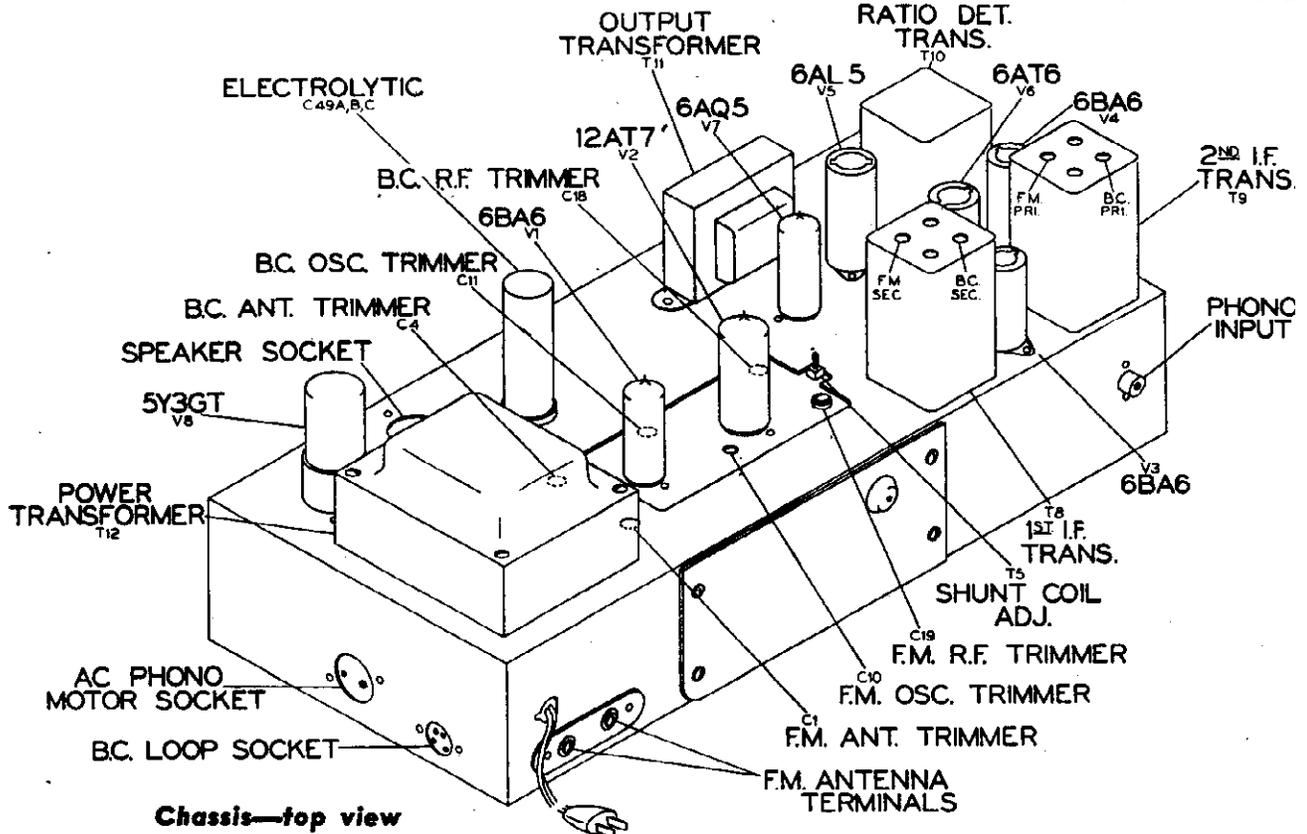 OUTPUT
TRANSFORMER
T11
RATIO DET.
TRANS.
T10
ELECTROLYTIC
C49A,B,C
6AL5
V5
6AT6
V6
6AQ5
V7
6BA6
V4
12AT7
V2
2ND I.F.
TRANS.
T9
B.C. R.F. TRIMMER
C18
6BA6
V1
F.M.
PRI.
B.C.
PRI.
B.C. OSC. TRIMMER
C11
F.M.
SEC.
B.C.
SEC.
B.C. ANT. TRIMMER
C4
PHONO
INPUT
SPEAKER SOCKET
5Y3GT
V8
V3
6BA6
POWER
TRANSFORMER
T12
T8
1ST I.F.
TRANS.
T5
SHUNT COIL
ADJ.
C19
F.M. R.F. TRIMMER
AC PHONO
MOTOR SOCKET
C10
F.M. OSC. TRIMMER
C1
F.M. ANT. TRIMMER
B.C. LOOP SOCKET
F.M. ANTENNA
TERMINALS
Chassis—top view